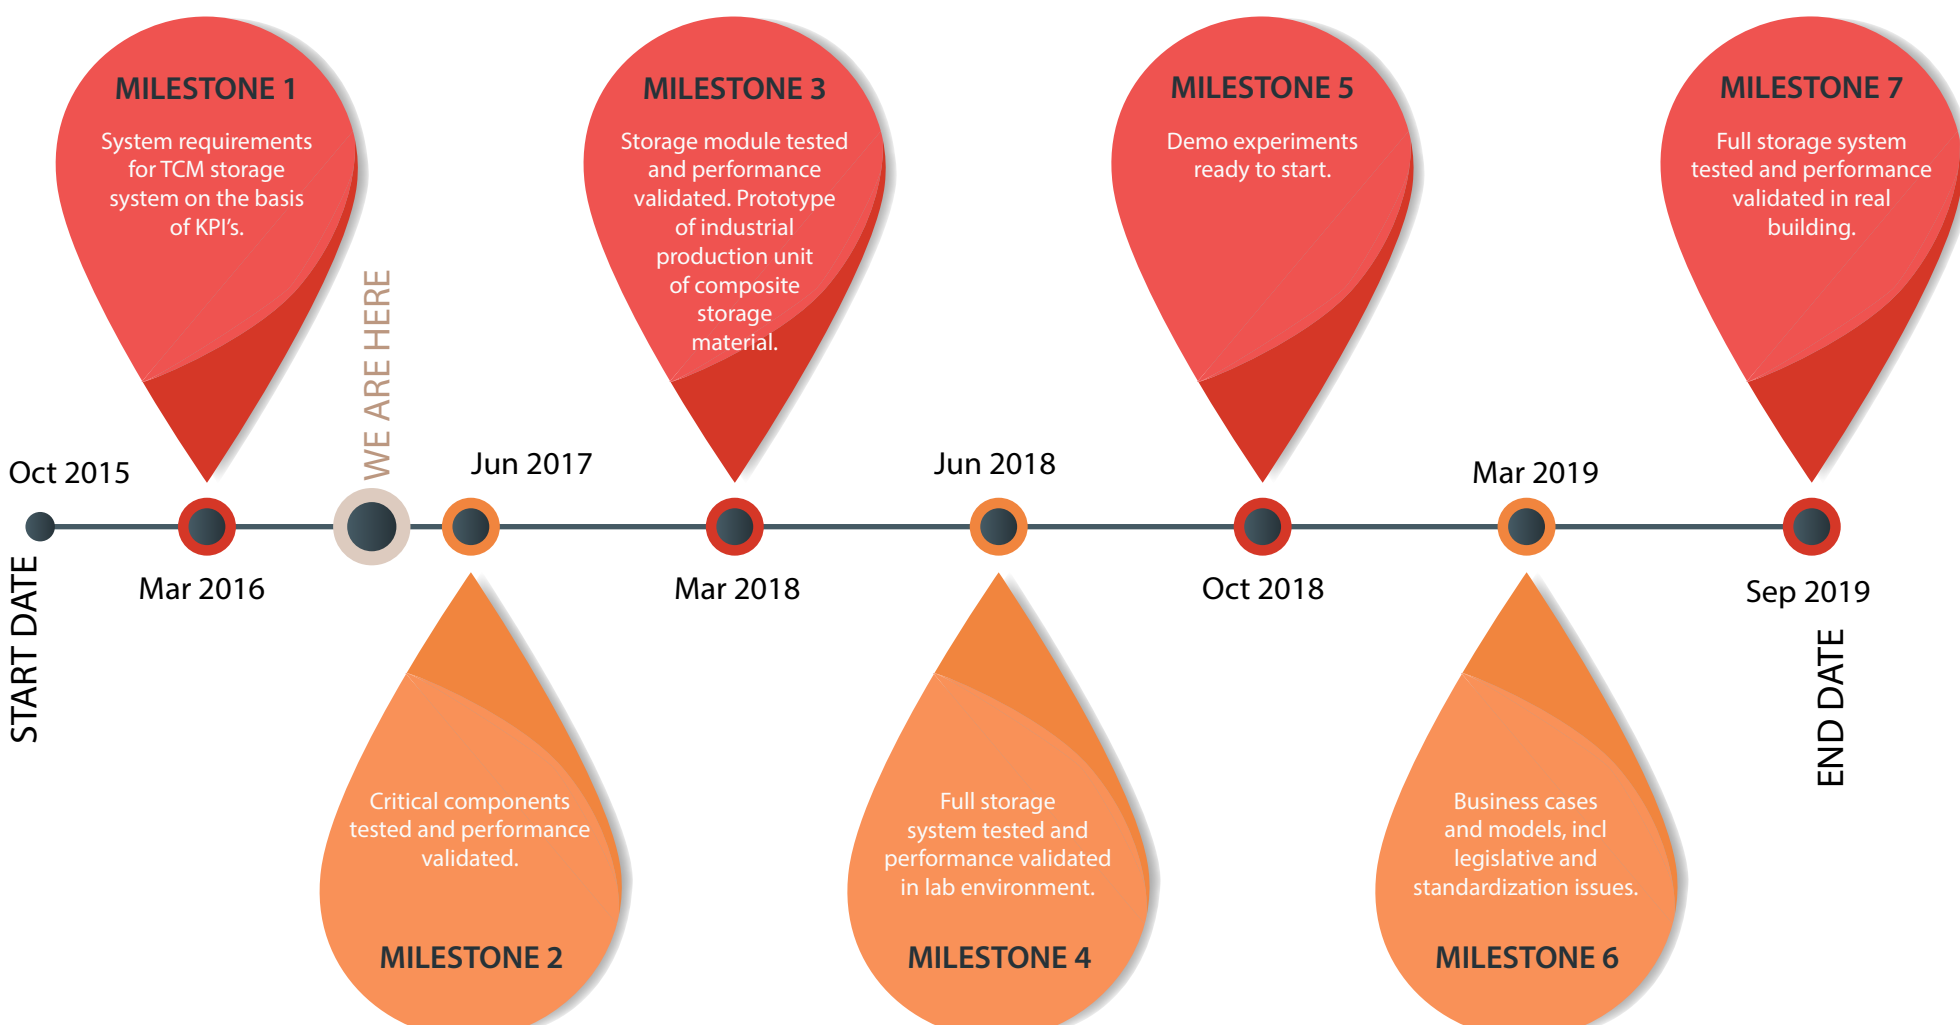 MILESTONE 1
System requirements
for TCM storage
system on the basis
of KPI's.
MILESTONE 3
Storage module tested
and performance
validated. Prototype
of industrial
production unit
of composite
storage
material.
MILESTONE 5
Demo experiments
ready to start.
MILESTONE 7
Full storage system
tested and performance
validated in real
building.
WE ARE HERE
Oct 2015
Jun 2017
Jun 2018
Mar 2019
START DATE
Mar 2016
Mar 2018
Oct 2018
Sep 2019
END DATE
Critical components
tested and performance
validated.
MILESTONE 2
Full storage
system tested and
performance validated
in lab environment.
MILESTONE 4
Business cases
and models, incl
legislative and
standardization issues.
MILESTONE 6